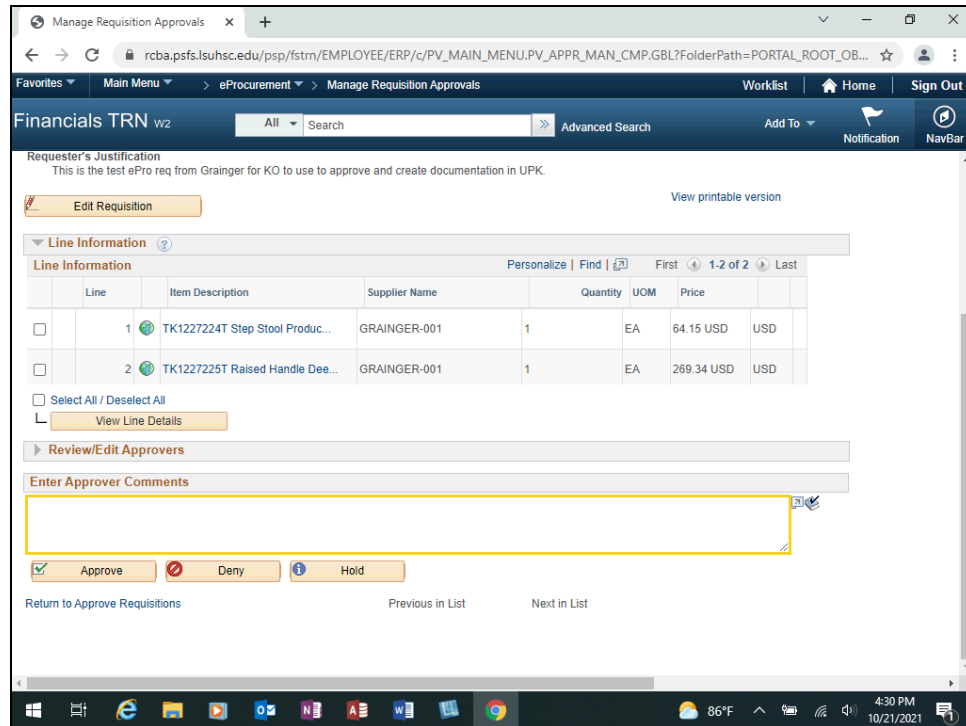 Manage Requisition Approvals
rcba.psfs.lsuhsc.edu/psp/fstrn/EMPLOYEE/ERP/c/PV_MAIN_MENU.PV_APPR_MAN_CMP.GBL?FolderPath=PORTAL_ROOT_OB...
Favorites Main Menu > eProcurement > Manage Requisition Approvals Worklist Home Sign Out
Financials TRN W2 All Search Advanced Search Add To Notification NavBar
Requester's Justification
This is the test ePro req from Grainger for KO to use to approve and create documentation in UPK.
Edit Requisition View printable version
Line Information
Line Information Personalize | Find | First 1-2 of 2 Last
Line Item Description Supplier Name Quantity UOM Price
1 TK1227224T Step Stool Produc... GRAINGER-001 1 EA 64.15 USD USD
2 TK1227225T Raised Handle Dee... GRAINGER-001 1 EA 269.34 USD USD
Select All / Deselect All
View Line Details
Review/Edit Approvers
Enter Approver Comments
Approve Deny Hold
Return to Approve Requisitions Previous in List Next in List
86°F 4:30 PM
10/21/2021